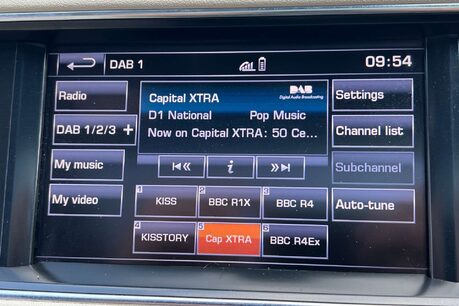 DAB 1
09:54
Radio
DAB 1/2/3 +
My music
My video
Capital XTRA
DAB
Digital Audio Broadcasting
D1 National Pop Music
Now on Capital XTRA: 50 Ce...
Settings
Channel list
Subchannel
Auto-tune
i
1 KISS
2 BBC R1X
3 BBC R4
4 KISSTORY
5 Cap XTRA
6 BBC R4Ex